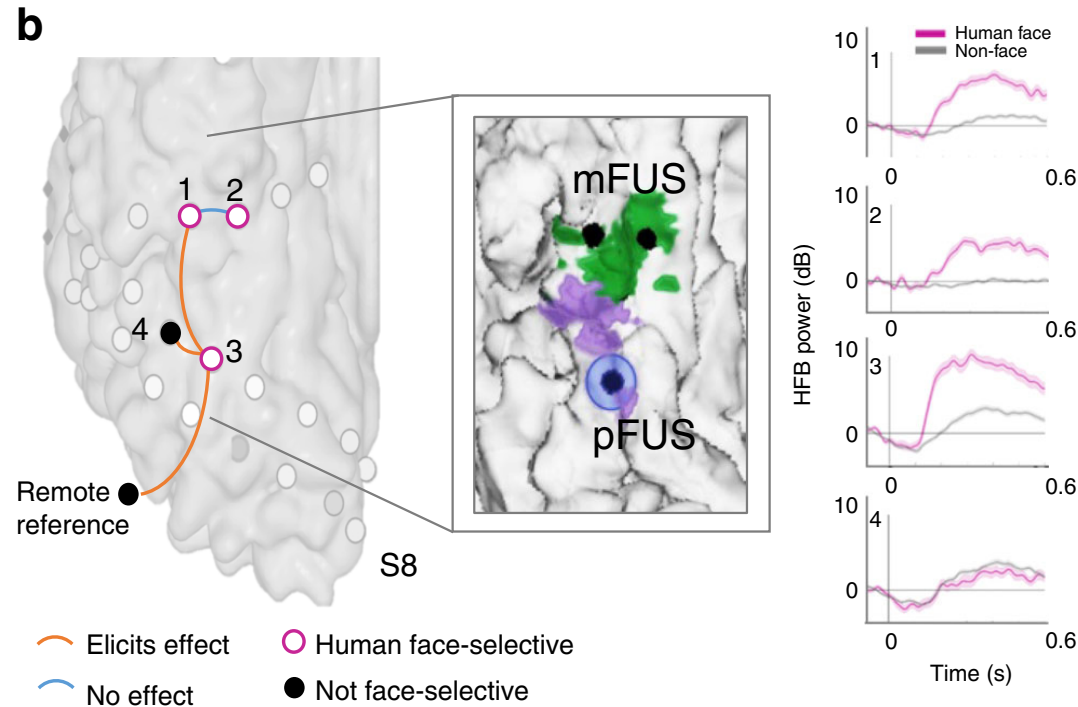 b
1 2
4
3
Remote
reference
S8
mFUS
pFUS
Elicits effect
No effect
Human face-selective
Not face-selective
HFB power (dB)
Human face
Non-face
10
1
0
0 0.6
10
2
0
0 0.6
10
3
0
0 0.6
10
4
0
0 0.6
Time (s)